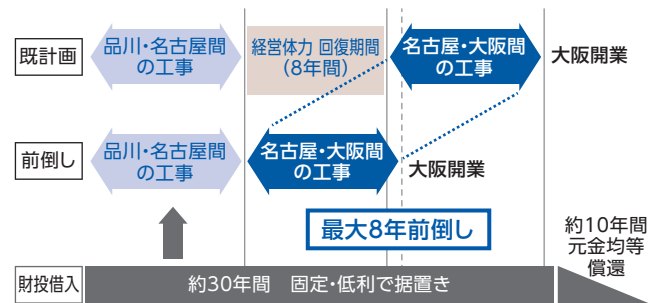 既計画
品川・名古屋間
の工事
経営体力 回復期間
(8年間)
名古屋・大阪間
の工事
大阪開業
前倒し
品川・名古屋間
の工事
名古屋・大阪間
の工事
大阪開業
最大8年前倒し
約10年間
元金均等
償還
財投借入
約30年間 固定・低利で据置き